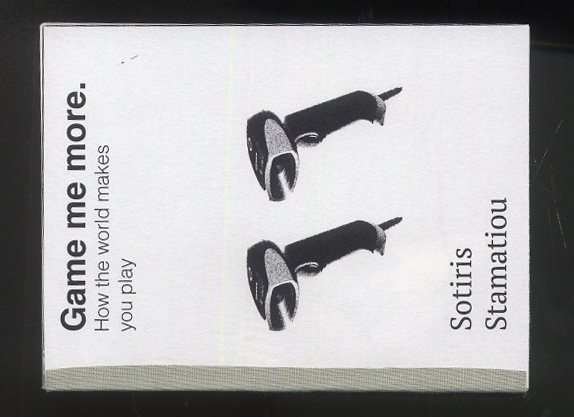 Game me more.
How the world makes
you play
Sotiris
Stamatiou